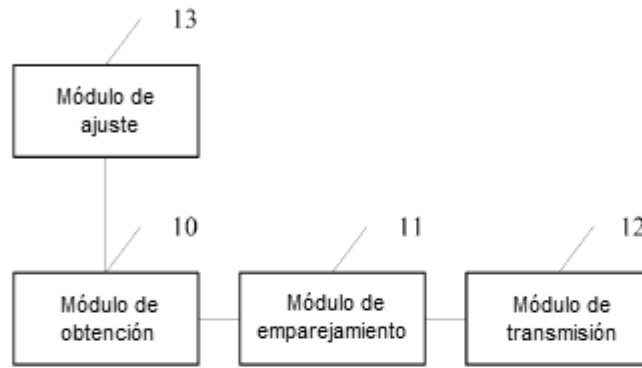 13
Módulo de
ajuste
10
11
12
Módulo de
obtención
Módulo de
emparejamiento
Módulo de
transmisión